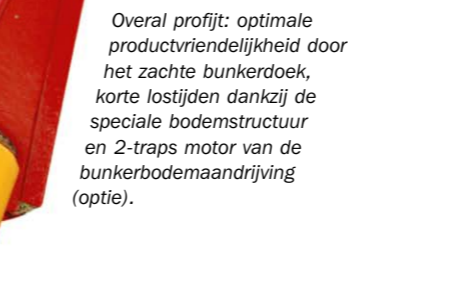 Overal profijt: optimale
productvriendelijkheid door
het zachte bunkerdoek,
korte lostijden dankzij de
speciale bodemstructuur
en 2-traps motor van de
bunkerbodemaandrijving
(optie).